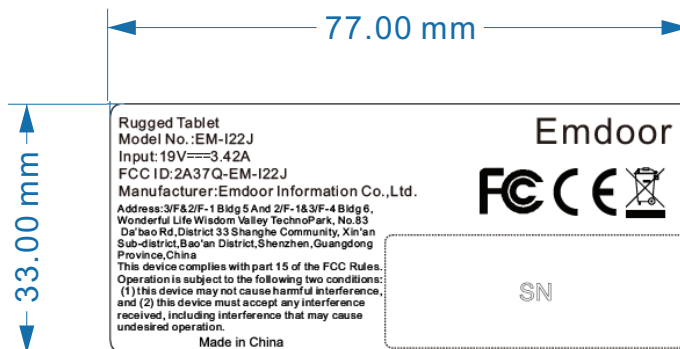 77.00 mm
33.00 mm
Rugged Tablet
Model No.:EM-I22J
Input:19V⎓3.42A
FCC ID:2A37Q-EM-I22J
Manufacturer:Emdoor Information Co.,Ltd.
Address:3/F&2/F-1 Bldg 5 And 2/F-1&3/F-4 Bldg 6,
Wonderful Life Wisdom Valley TechnoPark, No.83
Da'bao Rd,District 33 Shanghe Community, Xin'an
Sub-district,Bao'an District,Shenzhen,Guangdong
Province,China
This device complies with part 15 of the FCC Rules.
Operation is subject to the following two conditions:
(1) this device may not cause harmful interference,
and (2) this device must accept any interference
received, including interference that may cause
undesired operation.
Made in China
Emdoor
FC CE
SN